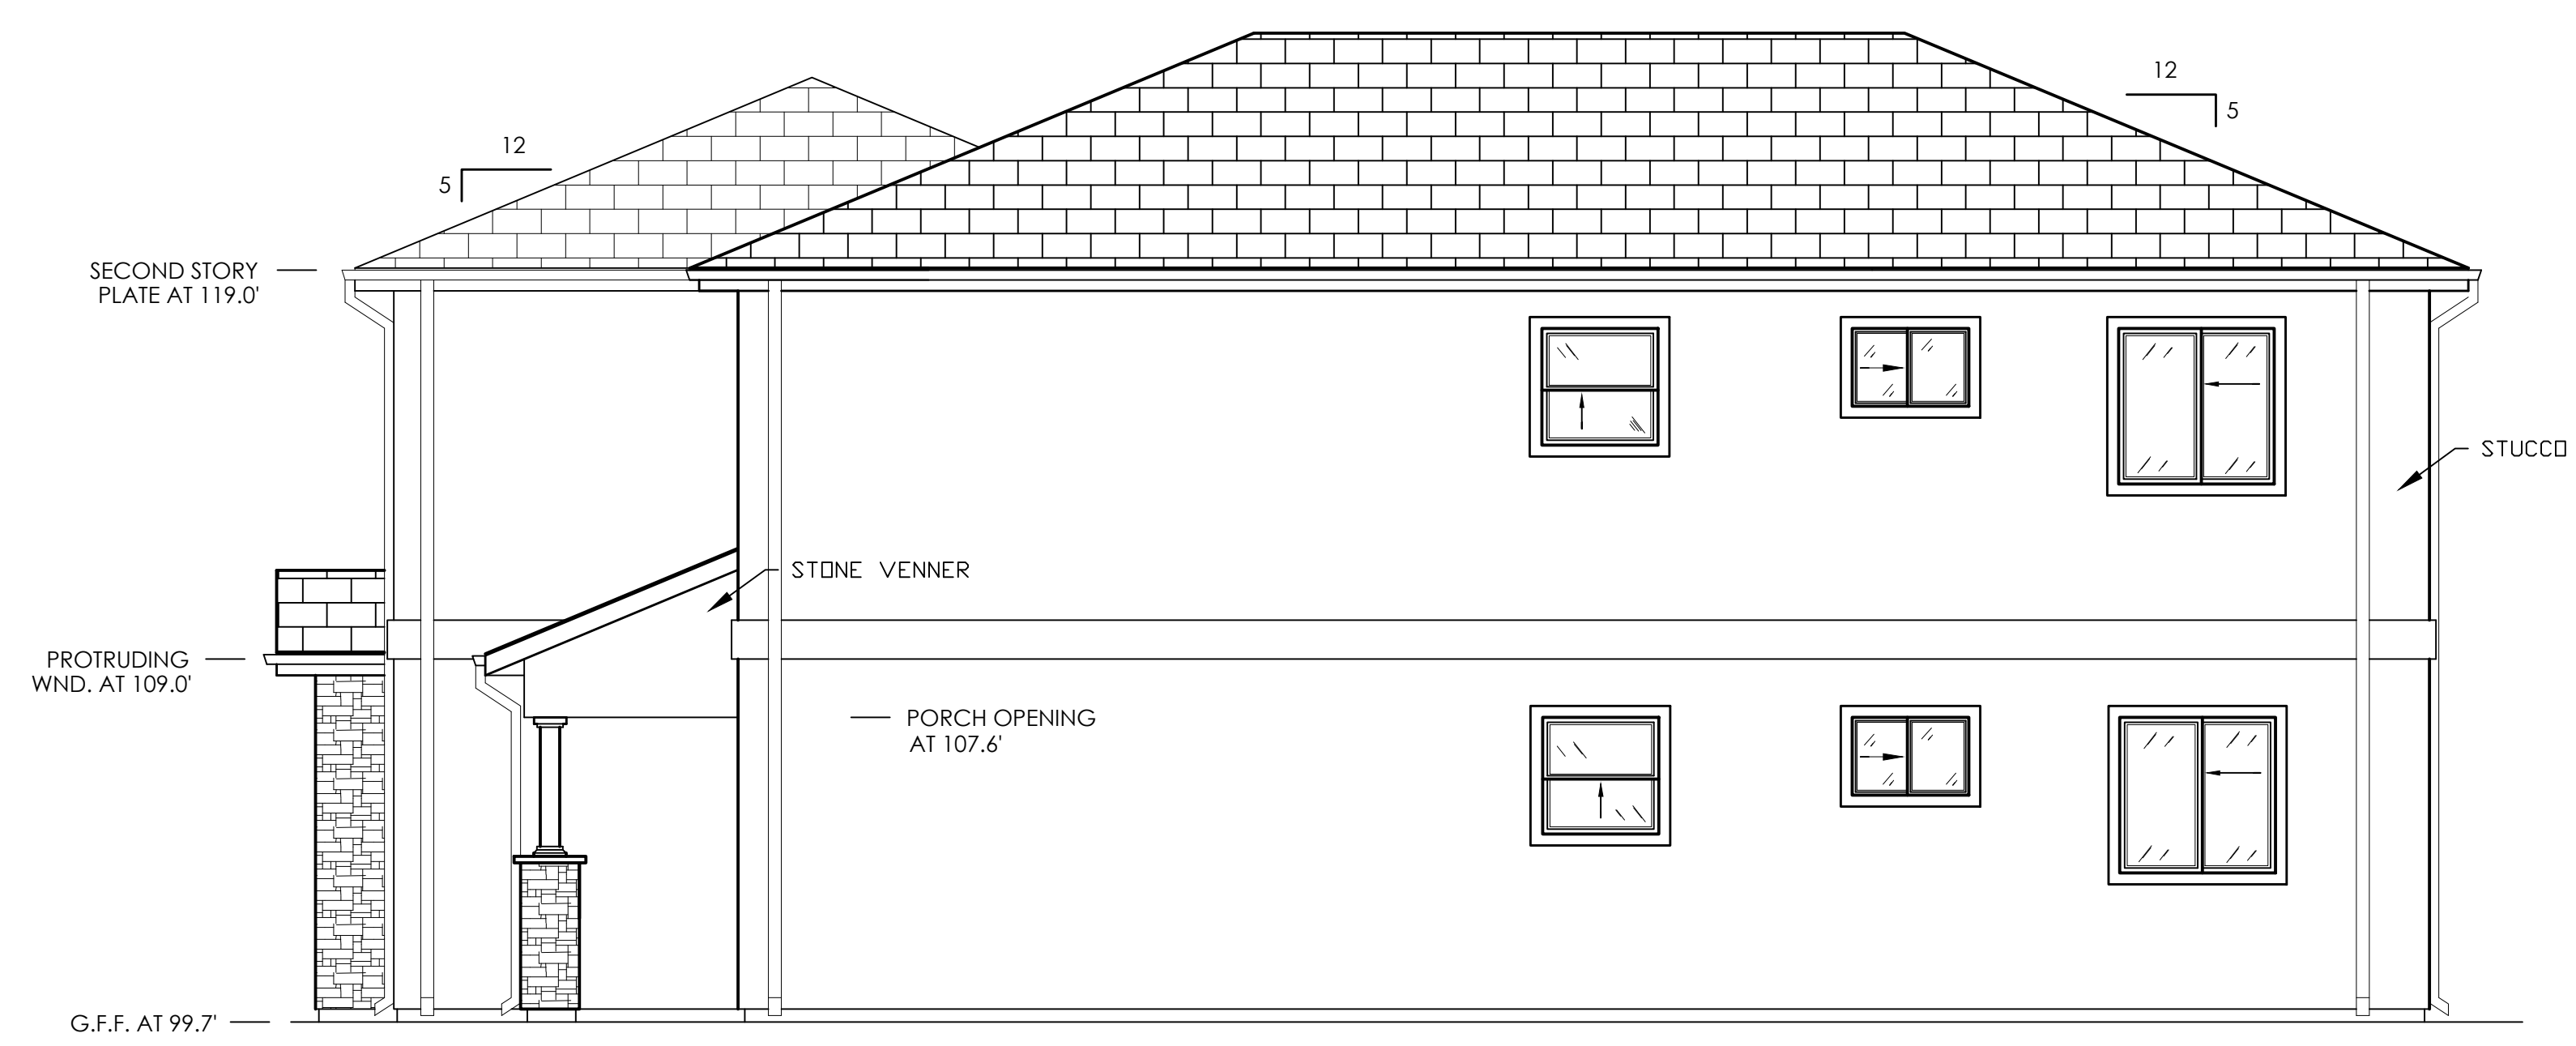 12
5
12
5
SECOND STORY
PLATE AT 119.0'
STUCCO
STONE VENNER
PROTRUDING
WND. AT 109.0'
PORCH OPENING
AT 107.6'
G.F.F. AT 99.7'